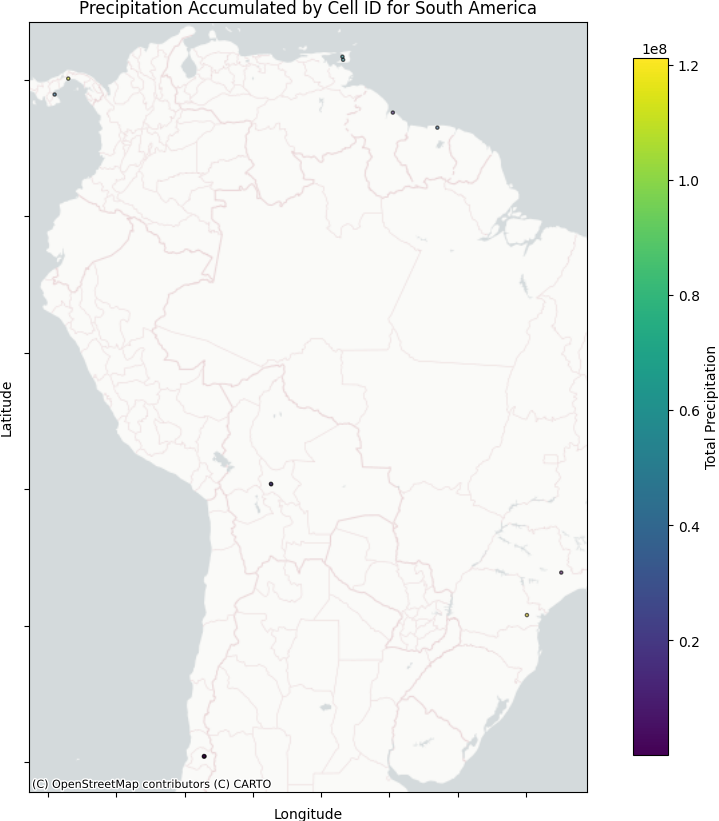 Precipitation Accumulated by Cell ID for South America
1e8
1.2
1.0
0.8
0.6
0.4
0.2
Total Precipitation
Latitude
(C) OpenStreetMap contributors (C) CARTO
Longitude